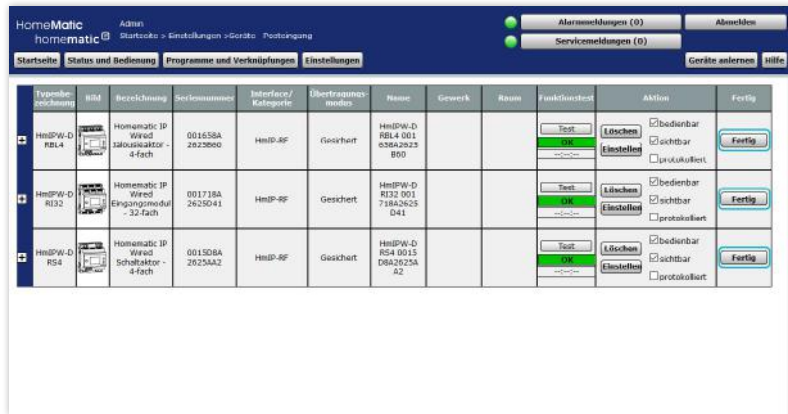 HomeMatic
homematic
Admin
Startseite > Einstellungen >Geräte Posteingang
Alarmmeldungen (0)
Abmelden
Servicemeldungen (0)
Startseite Status und Bedienung Programme und Verknüpfungen Einstellungen
Geräte anlernen Hilfe
Typenbe-
zeichnung
Bild
Bezeichnung
Seriennummer
Interface/
Kategorie
Übertragungs-
modus
Name
Gewerk
Raum
Funktionstest
Aktion
Fertig
HmIPW-D
RBL4
Homematic IP
Wired
Jalousieaktor -
4-fach
001658A
2625B60
HmIP-RF
Gesichert
HmIPW-D
RBL4 001
658A2625
B60
Test
OK
--:--:--
Löschen
Einstellen
bedienbar
sichtbar
protokolliert
Fertig
HmIPW-D
RI32
Homematic IP
Wired
Eingangsmodul
- 32-fach
001718A
2625D41
HmIP-RF
Gesichert
HmIPW-D
RI32 001
718A2625
D41
Test
OK
--:--:--
Löschen
Einstellen
bedienbar
sichtbar
protokolliert
Fertig
HmIPW-D
RS4
Homematic IP
Wired
Schaltaktor -
4-fach
0015D8A
2625AA2
HmIP-RF
Gesichert
HmIPW-D
RS4 0015
D8A2625A
A2
Test
OK
--:--:--
Löschen
Einstellen
bedienbar
sichtbar
protokolliert
Fertig